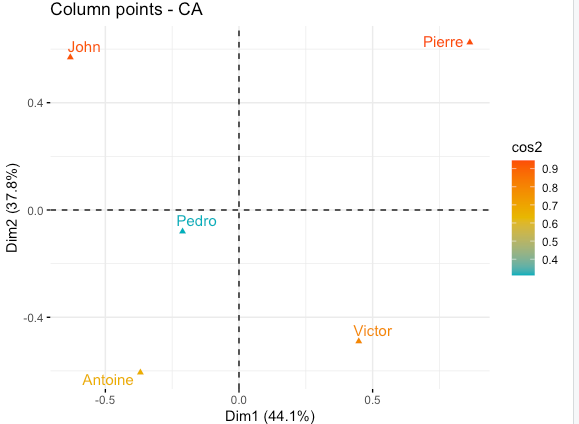 Column points - CA
John
Pierre
cos2
0.4
0.9
0.8
0.7
0.6
0.5
0.4
Dim2 (37.8%)
0.0
Pedro
-0.4
Victor
Antoine
-0.5
0.0
0.5
Dim1 (44.1%)